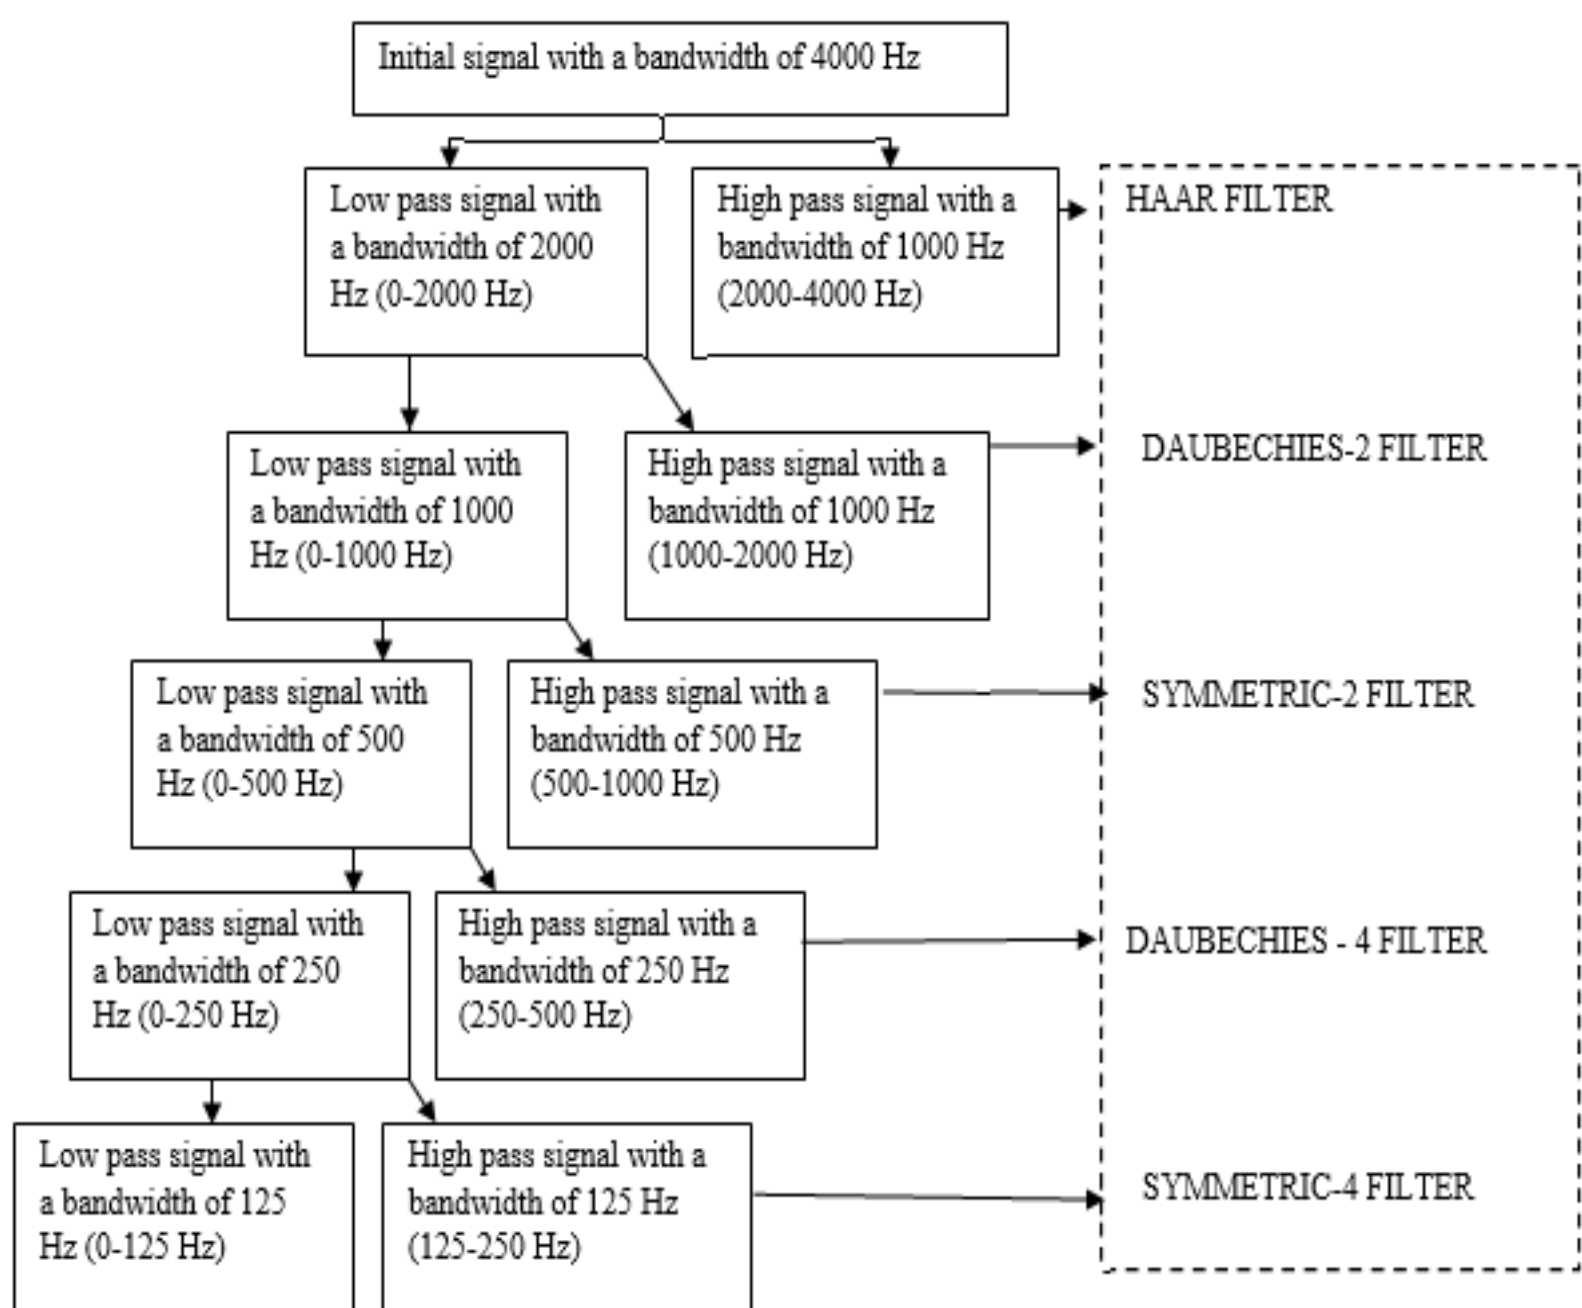 Initial signal with a bandwidth of 4000 Hz
Low pass signal with
a bandwidth of 2000
Hz (0-2000 Hz)
High pass signal with a
bandwidth of 1000 Hz
(2000-4000 Hz)
HAAR FILTER
Low pass signal with
a bandwidth of 1000
Hz (0-1000 Hz)
High pass signal with a
bandwidth of 1000 Hz
(1000-2000 Hz)
DAUBECHIES-2 FILTER
Low pass signal with
a bandwidth of 500
Hz (0-500 Hz)
High pass signal with a
bandwidth of 500 Hz
(500-1000 Hz)
SYMMETRIC-2 FILTER
Low pass signal with
a bandwidth of 250
Hz (0-250 Hz)
High pass signal with a
bandwidth of 250 Hz
(250-500 Hz)
DAUBECHIES - 4 FILTER
Low pass signal with
a bandwidth of 125
Hz (0-125 Hz)
High pass signal with a
bandwidth of 125 Hz
(125-250 Hz)
SYMMETRIC-4 FILTER